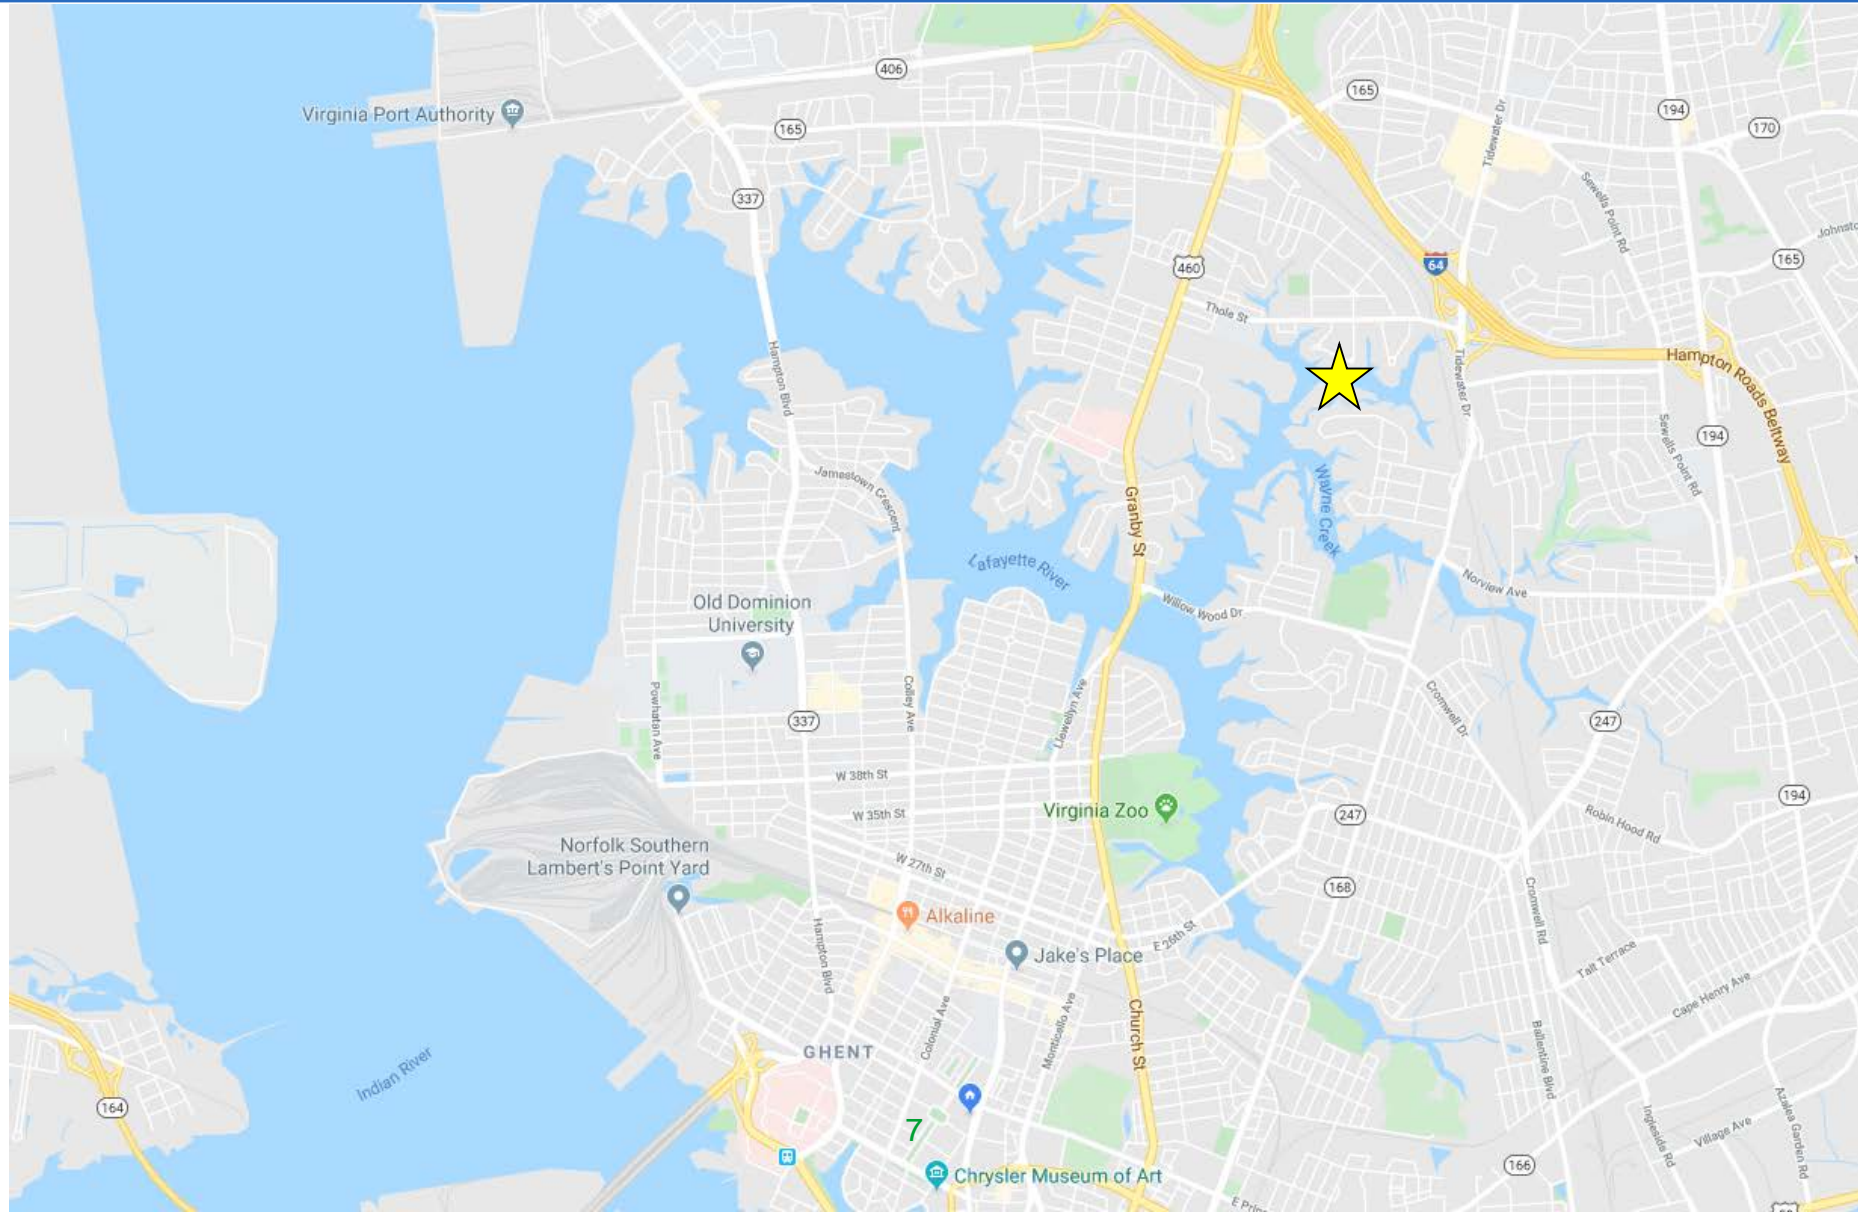 406
Virginia Port Authority
165
165
Tidewater Dr
194
170
337
Sewells Point Rd
460
64
165
Thole St
Hampton Blvd
Tidewater Dr
Hampton Roads Beltway
194
Sewells Point Rd
Jamestown Crescent
Wayne Creek
Granby St
Lafayette River
Norview Ave
Willow Wood Dr
Old Dominion
University
Powhatan Ave
Colley Ave
Llewellyn Ave
Cromwell Dr
337
247
W 38th St
Virginia Zoo
W 35th St
247
194
Robin Hood Rd
Norfolk Southern
Lambert's Point Yard
W 27th St
168
Alkaline
Cromwell Rd
E 26th St
Jake's Place
Hampton Blvd
Tait Terrace
Cape Henry Ave
Colonial Ave
Monticello Ave
Church St
GHENT
Ballentine Blvd
Indian River
164
7
Azalea Garden Rd
Ingleside Rd
Village Ave
166
Chrysler Museum of Art
E Prin